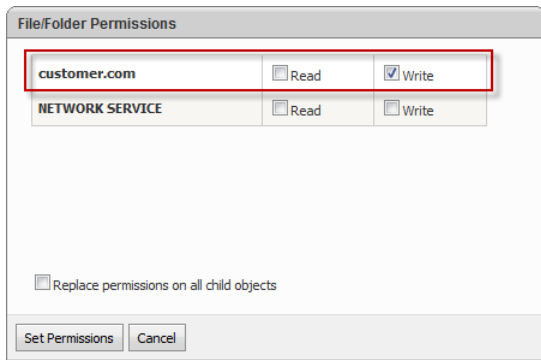 File/Folder Permissions
customer.com Read Write
NETWORK SERVICE Read Write
Replace permissions on all child objects
Set Permissions Cancel